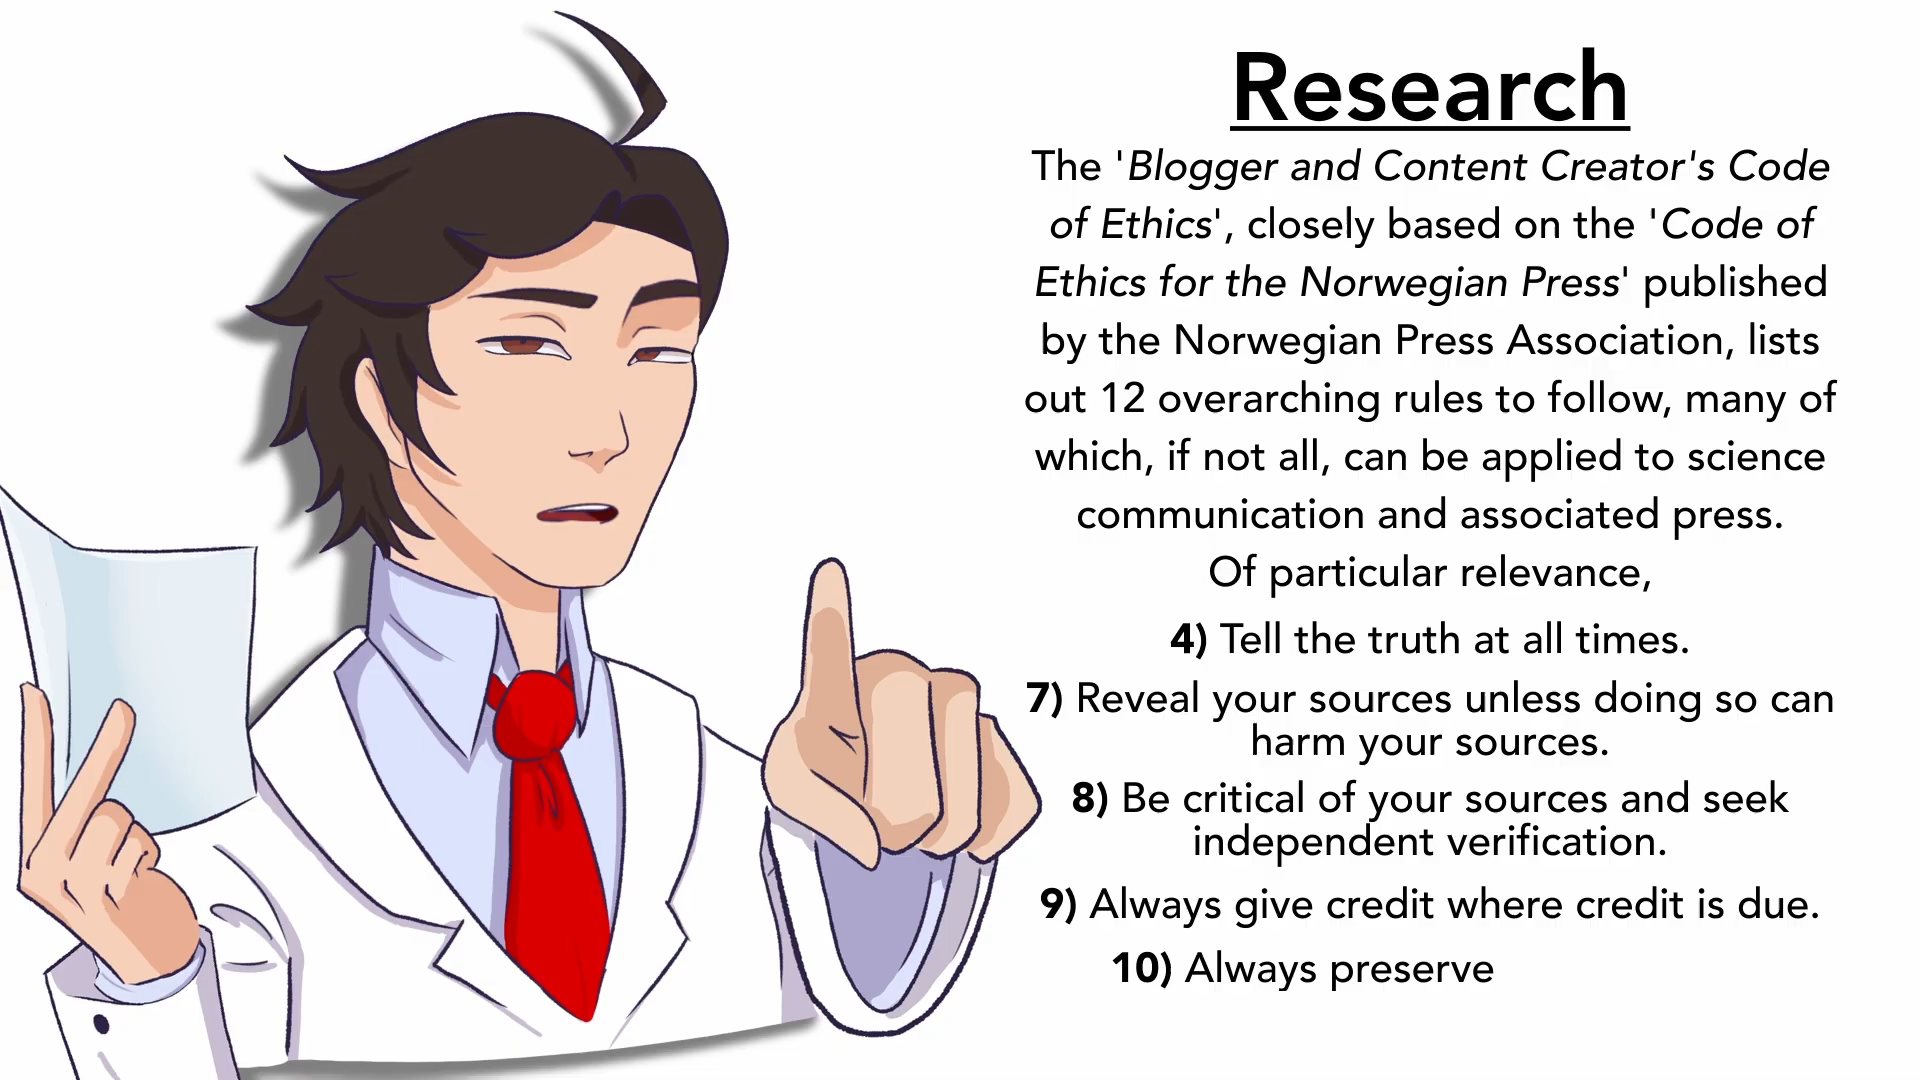 Research
The 'Blogger and Content Creator's Code
of Ethics', closely based on the 'Code of
Ethics for the Norwegian Press' published
by the Norwegian Press Association, lists
out 12 overarching rules to follow, many of
which, if not all, can be applied to science
communication and associated press.
Of particular relevance,
4) Tell the truth at all times.
7) Reveal your sources unless doing so can
harm your sources.
8) Be critical of your sources and seek
independent verification.
9) Always give credit where credit is due.
10) Always preserve